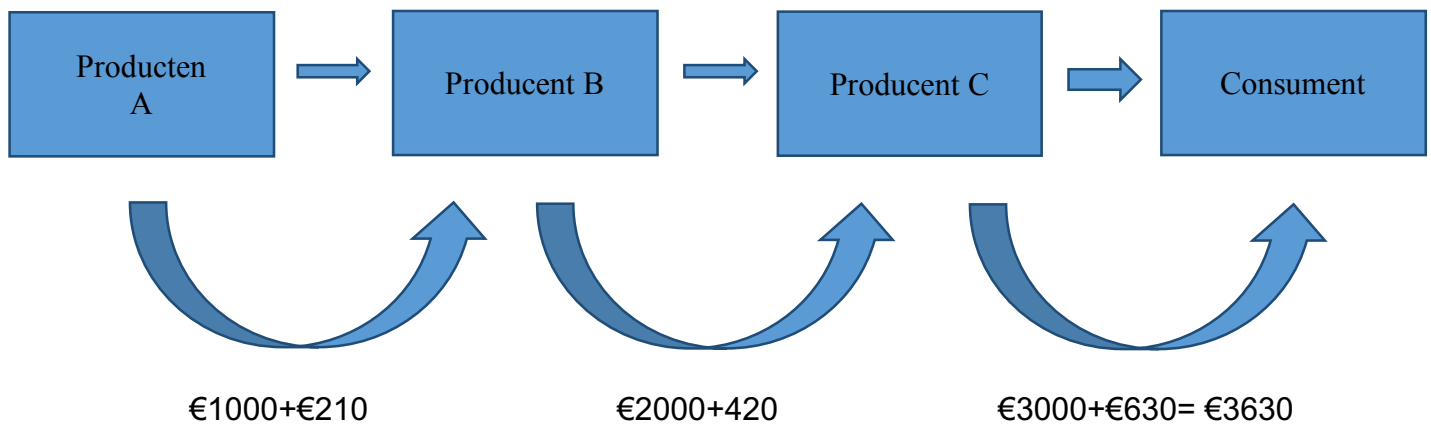 Producten
A
Producent B
Producent C
Consument
€1000+€210
€2000+420
€3000+€630= €3630